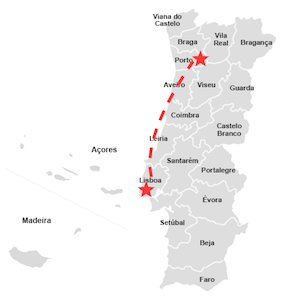 Viana do
Castelo
Vila
Real
Braga
Bragança
Porto
Aveiro
Viseu
Guarda
Coimbra
Castelo
Branco
Leiria
Açores
Santarém
Portalegre
Lisboa
Évora
Madeira
Setúbal
Beja
Faro